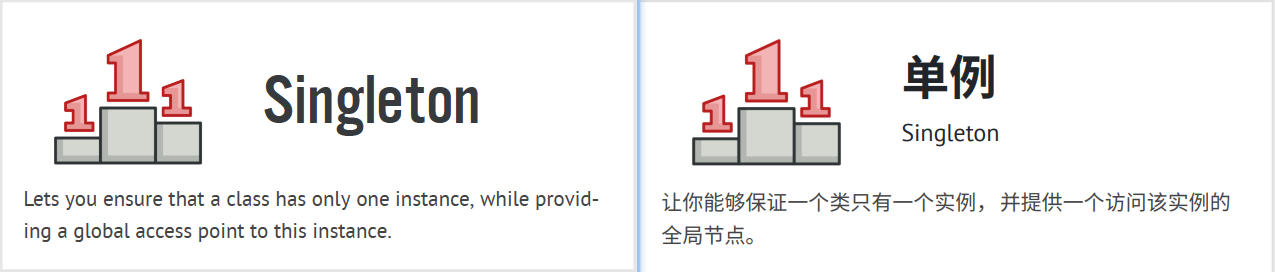 1
1
1
Singleton
Lets you ensure that a class has only one instance, while provid-
ing a global access point to this instance.
1
1
1
单例
Singleton
让你能够保证一个类只有一个实例，并提供一个访问该实例的
全局节点。